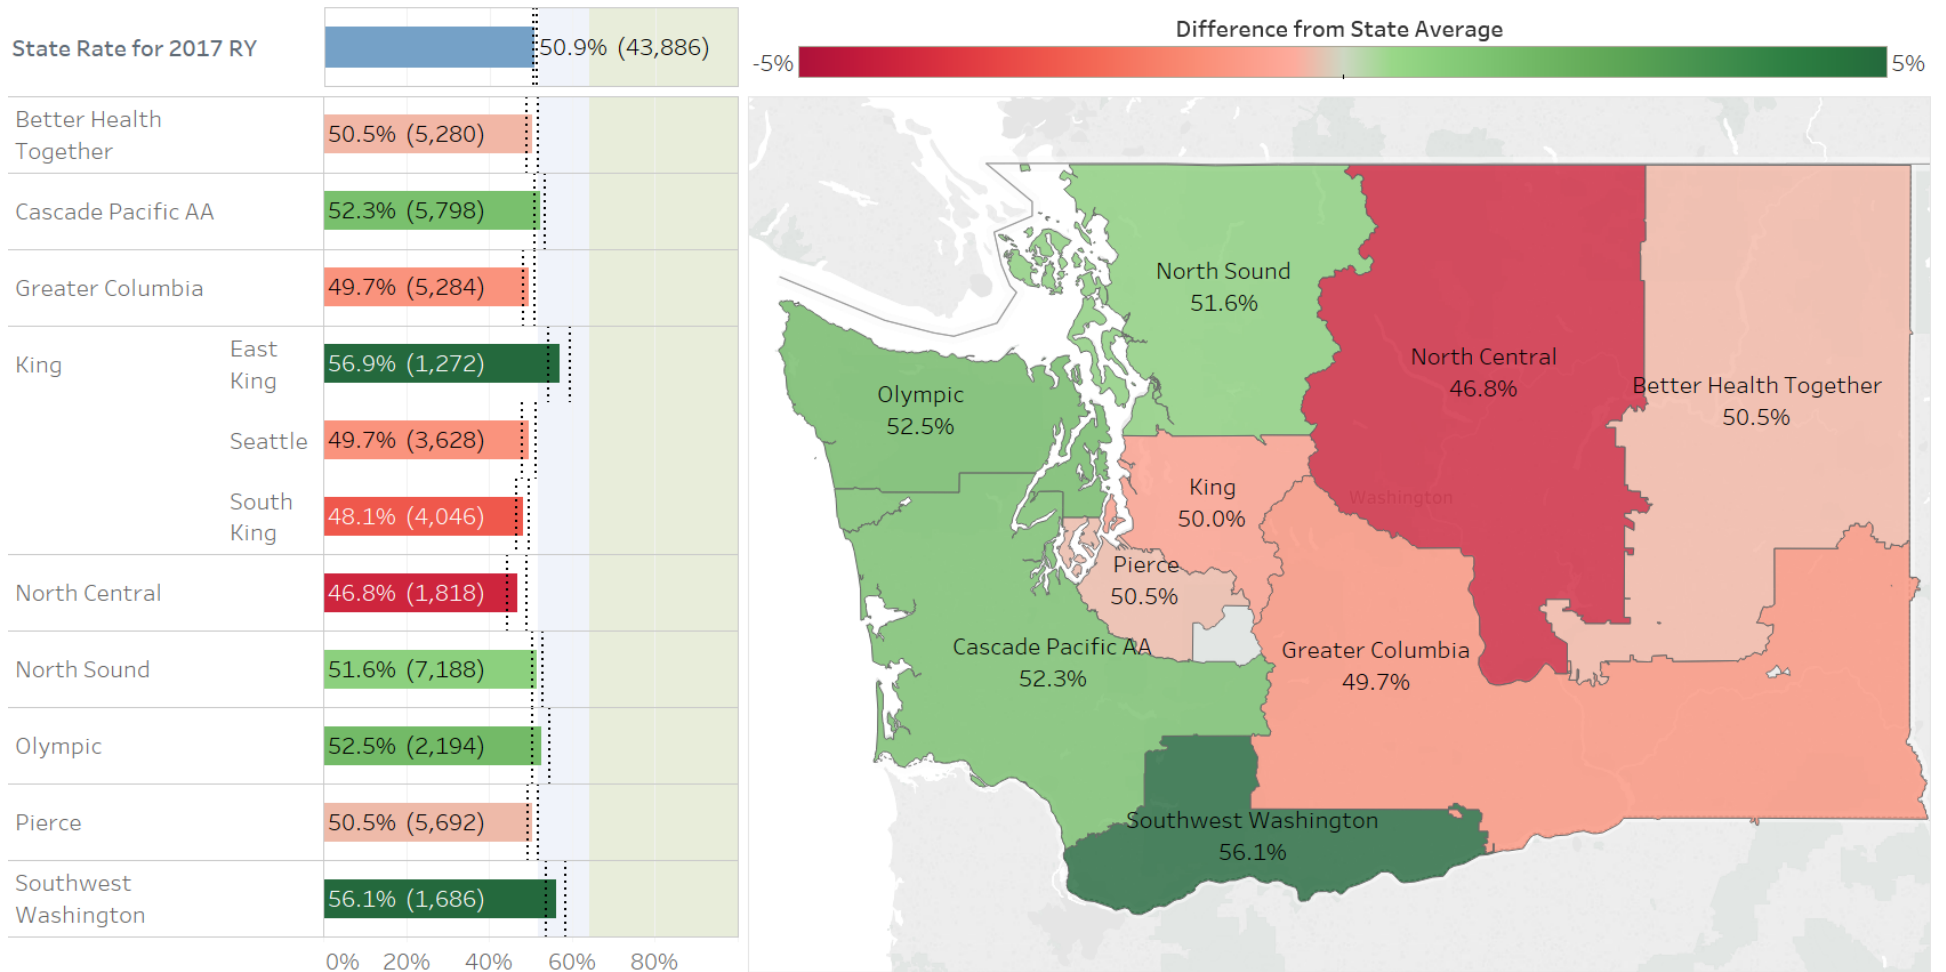 State Rate for 2017 RY
50.9% (43,886)
Better Health
Together
50.5% (5,280)
Cascade Pacific AA
52.3% (5,798)
Greater Columbia
49.7% (5,284)
King
East
King
56.9% (1,272)
Seattle
49.7% (3,628)
South
King
48.1% (4,046)
North Central
46.8% (1,818)
North Sound
51.6% (7,188)
Olympic
52.5% (2,194)
Pierce
50.5% (5,692)
Southwest
Washington
56.1% (1,686)
0% 20% 40% 60% 80%
Difference from State Average
-5%
5%
North Sound
51.6%
North Central
46.8%
Better Health Together
50.5%
Olympic
52.5%
King
50.0%
Washington
Pierce
50.5%
Cascade Pacific AA
52.3%
Greater Columbia
49.7%
Southwest Washington
56.1%